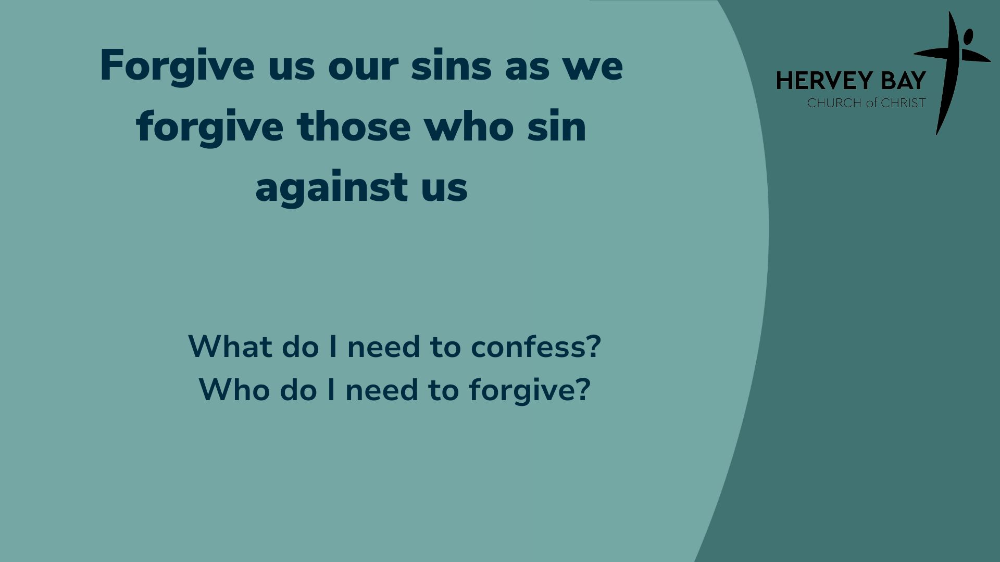 Forgive us our sins as we
forgive those who sin
against us
HERVEY BAY
CHURCH of CHRIST
What do I need to confess?
Who do I need to forgive?